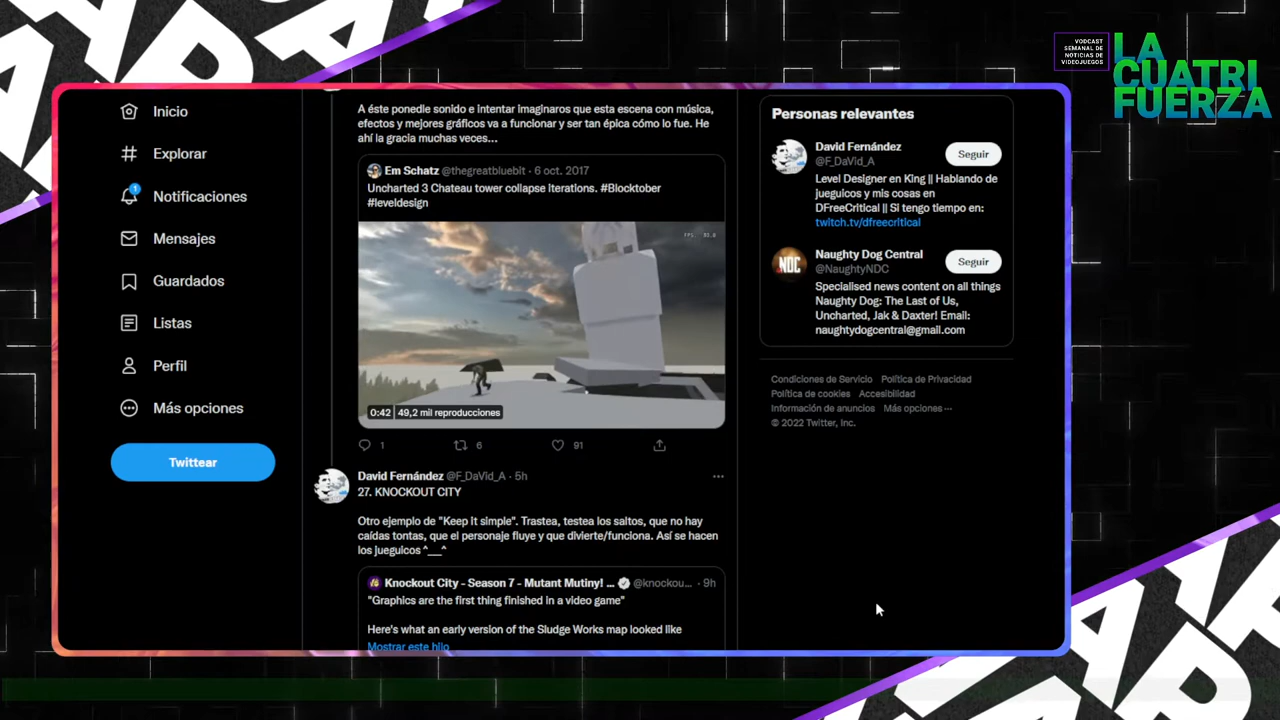 VODCAST
SEMANAL DE
NOTICIAS DE
VIDEOJUEGOS
LA
CUATRI
FUERZA
Inicio
Explorar
1
Notificaciones
Mensajes
Guardados
Listas
Perfil
Más opciones
Twittear
A éste ponedle sonido e intentar imaginaros que esta escena con música,
efectos y mejores gráficos va a funcionar y ser tan épica cómo lo fue. He
ahí la gracia muchas veces...
Em Schatz @thegreatbluebit · 6 oct. 2017
Uncharted 3 Chateau tower collapse iterations. #Blocktober
#leveldesign
0:42 | 49,2 mil reproducciones
1 6 91
David Fernández @F_DaVid_A · 5h
27. KNOCKOUT CITY
Otro ejemplo de "Keep It simple". Trastea, testea los saltos, que no hay
caídas tontas, que el personaje fluye y que divierte/funciona. Así se hacen
los jueguicos ^__^
Knockout City - Season 7 - Mutant Mutiny! ... @knockou... · 9h
"Graphics are the first thing finished in a video game"
Here's what an early version of the Sludge Works map looked like
Mostrar este hilo
Personas relevantes
David Fernández
@F_DaVid_A
Seguir
Level Designer en King || Hablando de
jueguicos y mis cosas en
DFreeCritical || Si tengo tiempo en:
twitch.tv/dfreecritical
NDC
Naughty Dog Central
@NaughtyNDC
Seguir
Specialised news content on all things
Naughty Dog: The Last of Us,
Uncharted, Jak & Daxter! Email:
naughtydogcentral@gmail.com
Condiciones de Servicio Política de Privacidad
Política de cookies Accesibilidad
Información de anuncios Más opciones ···
© 2022 Twitter, Inc.